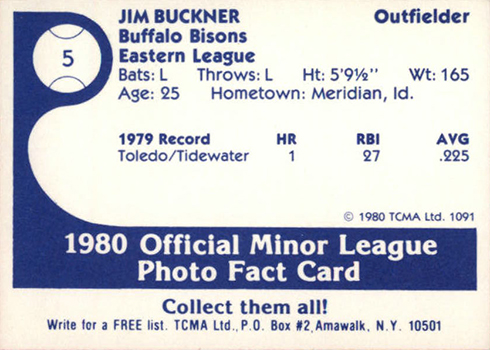 5
JIM BUCKNER Outfielder
Buffalo Bisons
Eastern League
Bats: L Throws: L Ht: 5'9½" Wt: 165
Age: 25 Hometown: Meridian, Id.
1979 Record HR RBI AVG
Toledo/Tidewater 1 27 .225
© 1980 TCMA Ltd. 1091
1980 Official Minor League
Photo Fact Card
Collect them all!
Write for a FREE list. TCMA Ltd., P.O. Box #2, Amawalk, N.Y. 10501